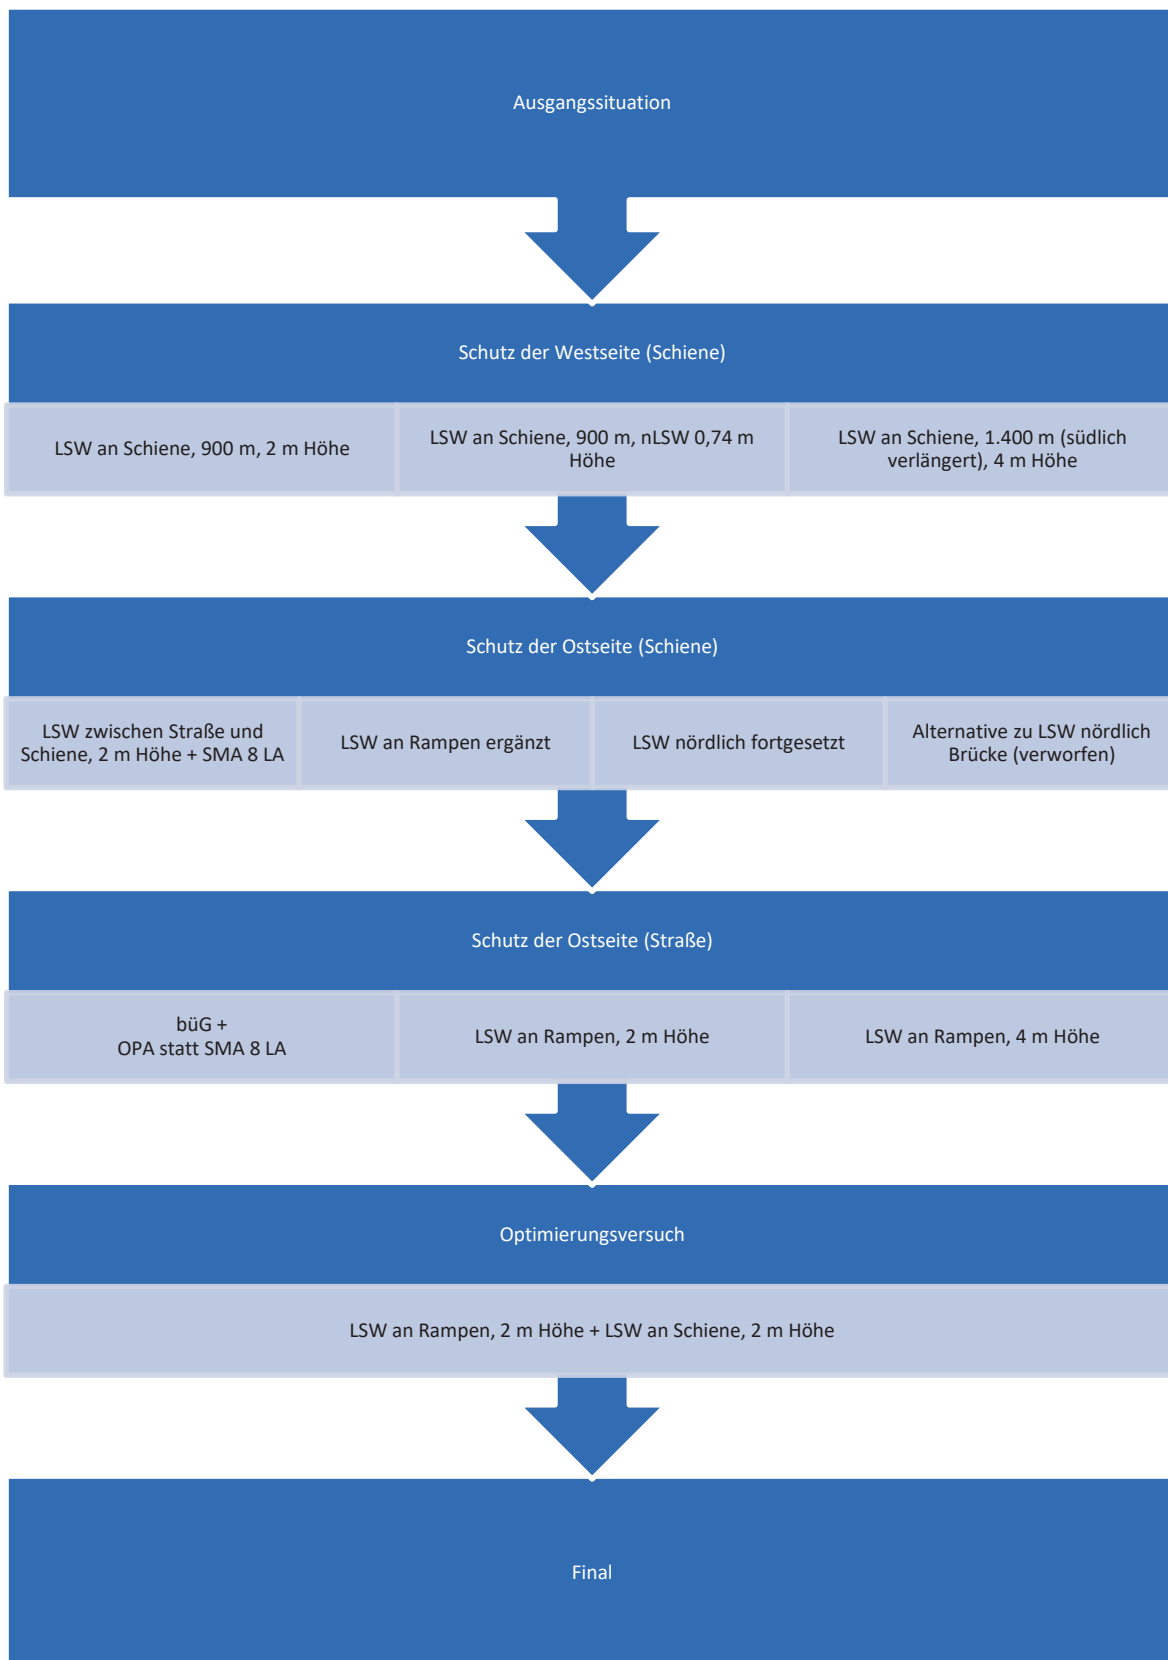 Ausgangssituation
Schutz der Westseite (Schiene)
LSW an Schiene, 900 m, 2 m Höhe
LSW an Schiene, 900 m, nLSW 0,74 m
Höhe
LSW an Schiene, 1.400 m (südlich
verlängert), 4 m Höhe
Schutz der Ostseite (Schiene)
LSW zwischen Straße und
Schiene, 2 m Höhe + SMA 8 LA
LSW an Rampen ergänzt
LSW nördlich fortgesetzt
Alternative zu LSW nördlich
Brücke (verworfen)
Schutz der Ostseite (Straße)
büG +
OPA statt SMA 8 LA
LSW an Rampen, 2 m Höhe
LSW an Rampen, 4 m Höhe
Optimierungsversuch
LSW an Rampen, 2 m Höhe + LSW an Schiene, 2 m Höhe
Final